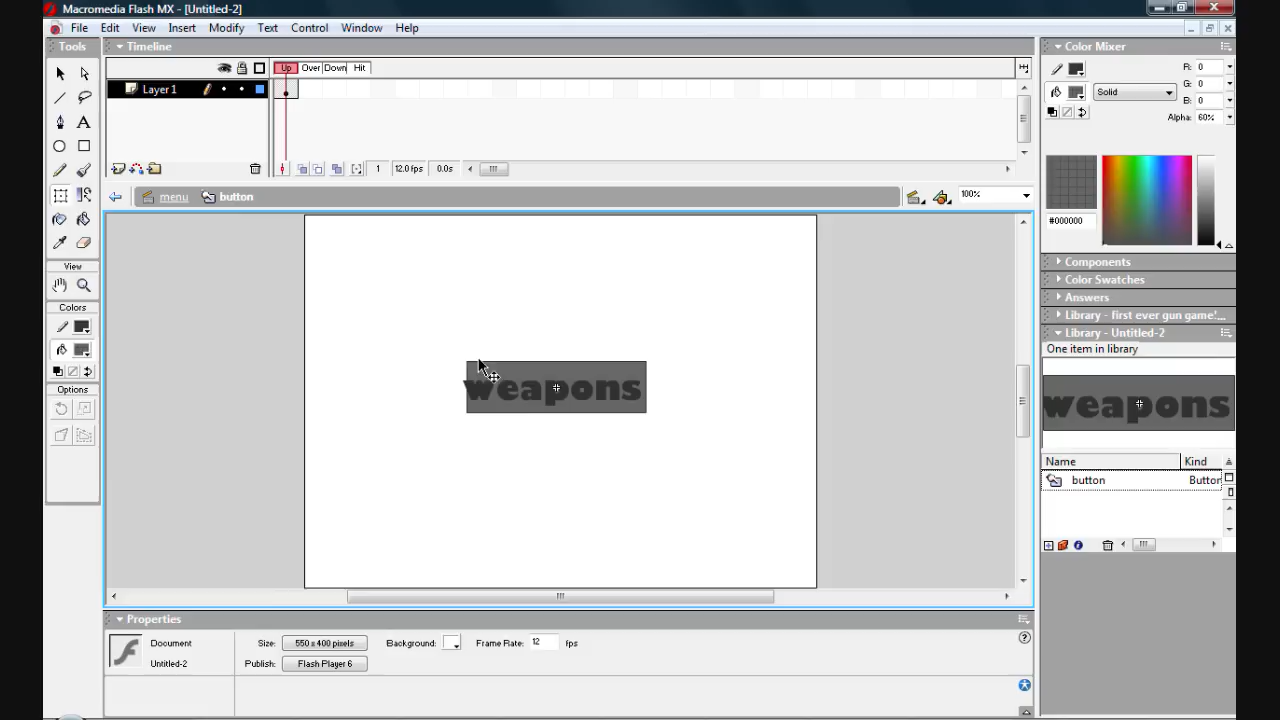 Macromedia Flash MX - [Untitled-2]
File Edit View Insert Modify Text Control Window Help
Tools
Timeline
Color Mixer
Up Over Down Hit
R: 0
G: 0
B: 0
Solid
Alpha: 60%
Layer 1
1 12.0 fps 0.0s
menu button
100%
#000000
View
Colors
Options
Components
Color Swatches
Answers
Library - first ever gun game!'...
Library - Untitled-2
One item in library
weapons
weapons
Name Kind
button Button
Properties
Document
Untitled-2
Size: 550 x 400 pixels Background: Frame Rate: 12 fps
Publish: Flash Player 6